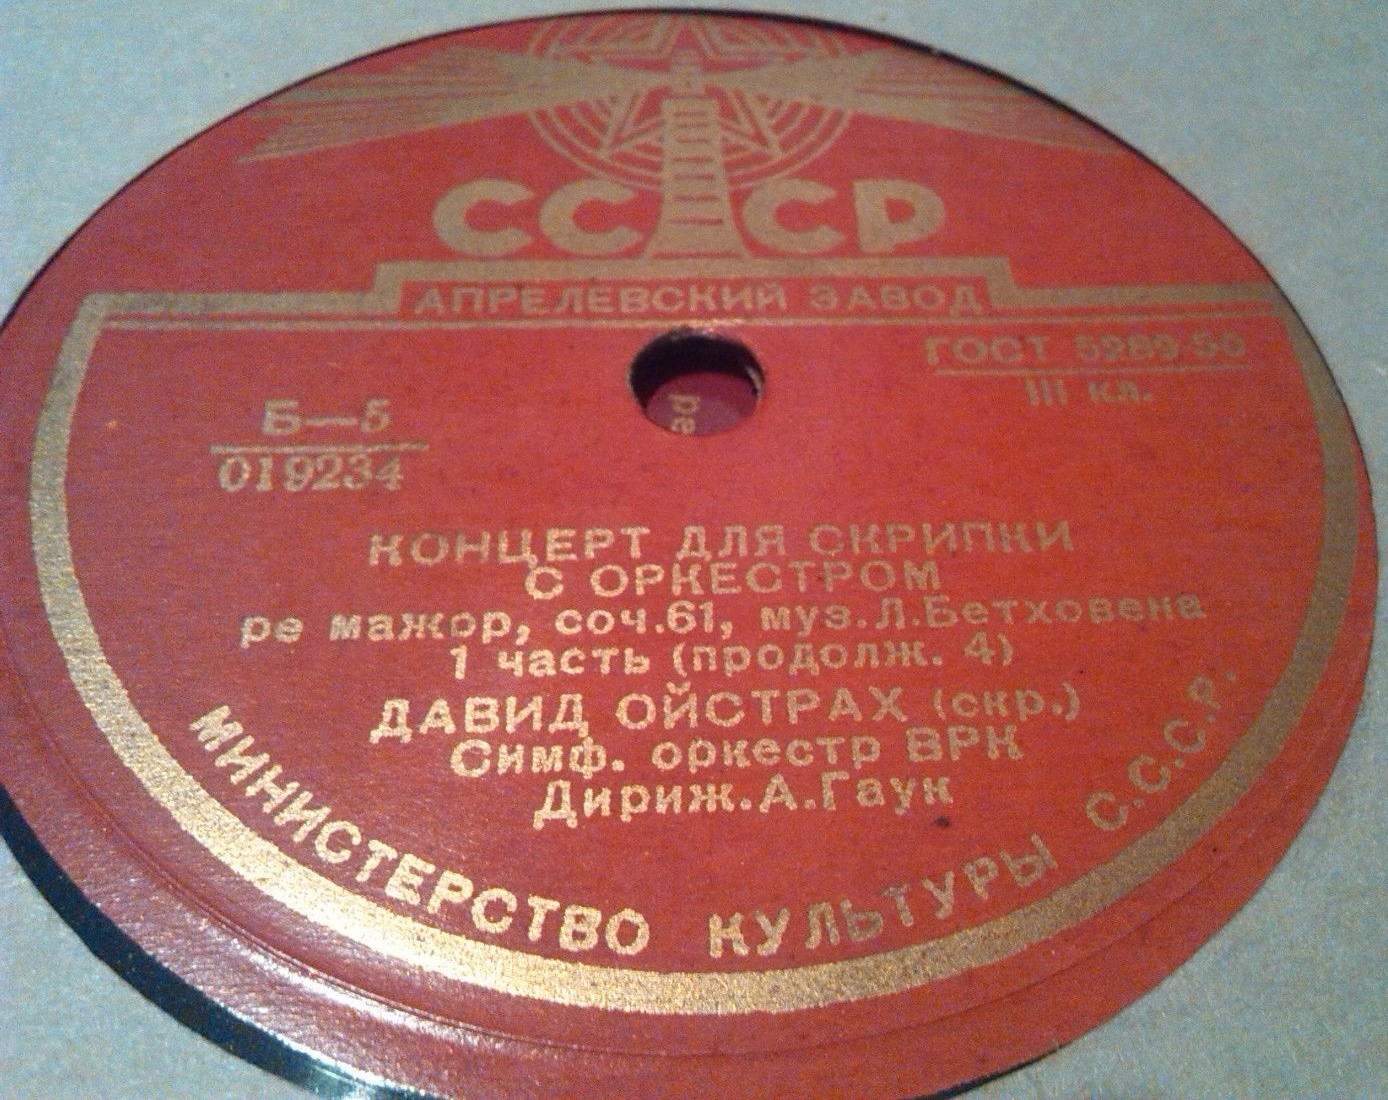 СССР
АПРЕЛЕВСКИЙ ЗАВОД
ГОСТ 5289-50
III кл.
Б—5
019234
ре
КОНЦЕРТ ДЛЯ СКРИПКИ
С ОРКЕСТРОМ
ре мажор, соч.61, муз.Л.Бетховена
1 часть (продолж. 4)
ДАВИД ОЙСТРАХ (скр.)
Симф. оркестр ВРК
Дириж.А.Гаук
МИНИСТЕРСТВО КУЛЬТУРЫ С.С.С.Р.